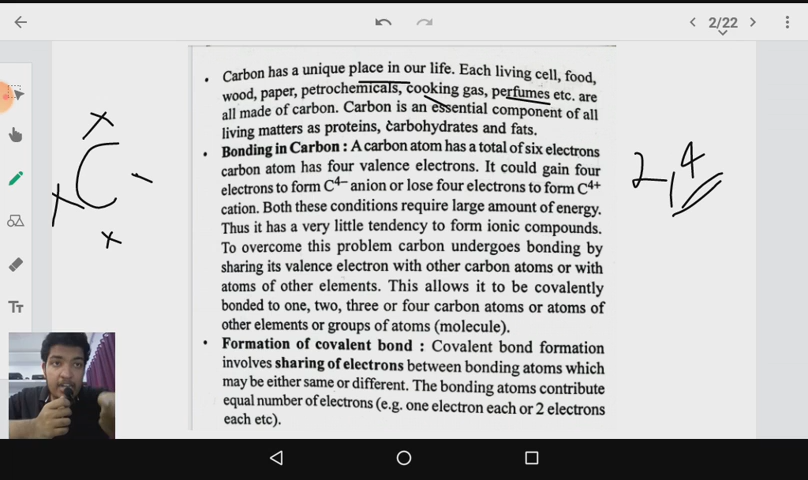 2/22
• Carbon has a unique place in our life. Each living cell, food,
wood, paper, petrochemicals, cooking gas, perfumes etc. are
all made of carbon. Carbon is an essential component of all
living matters as proteins, carbohydrates and fats.
• Bonding in Carbon : A carbon atom has a total of six electrons
carbon atom has four valence electrons. It could gain four
electrons to form C⁴⁻ anion or lose four electrons to form C⁴⁺
cation. Both these conditions require large amount of energy.
Thus it has a very little tendency to form ionic compounds.
To overcome this problem carbon undergoes bonding by
sharing its valence electron with other carbon atoms or with
atoms of other elements. This allows it to be covalently
bonded to one, two, three or four carbon atoms or atoms of
other elements or groups of atoms (molecule).
• Formation of covalent bond : Covalent bond formation
involves sharing of electrons between bonding atoms which
may be either same or different. The bonding atoms contribute
equal number of electrons (e.g. one electron each or 2 electrons
each etc).
x
x C -
x
2,4
Tт